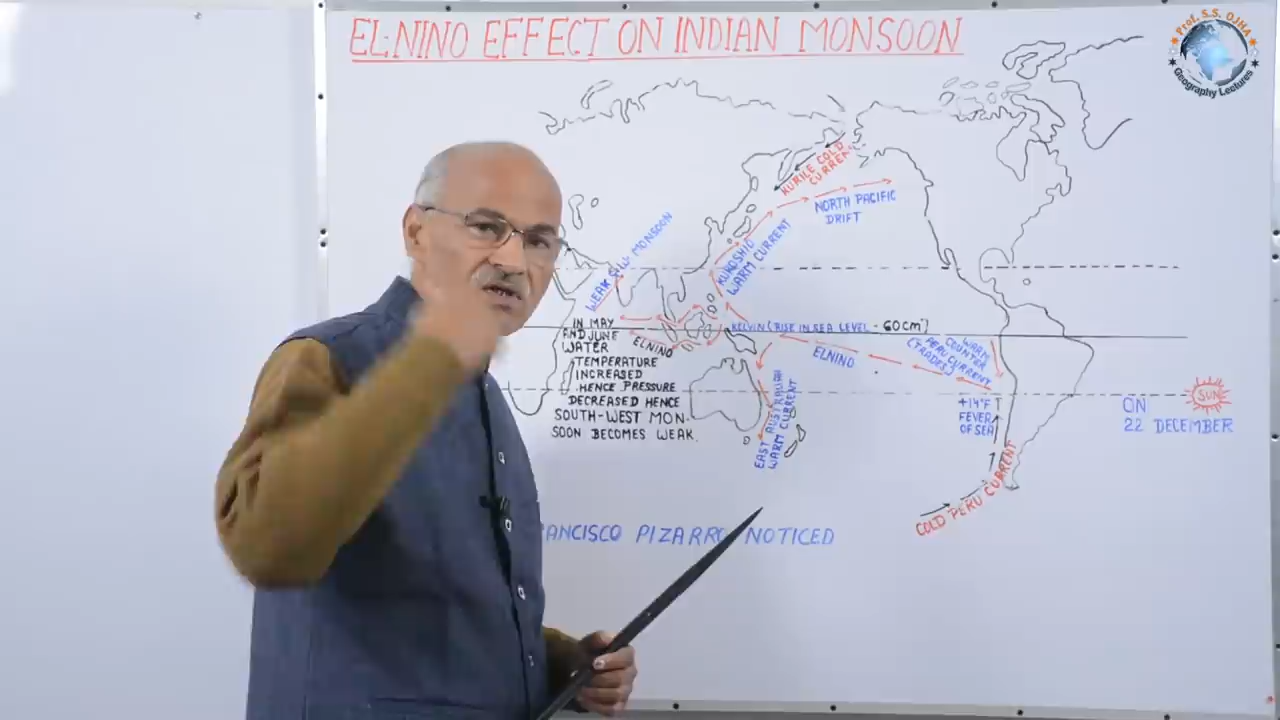 EL-NINO EFFECT ON INDIAN MONSOON
Prof. S.S. OJHA
Geography Lectures
KURILE COLD
CURRENT
NORTH PACIFIC
DRIFT
KUROSHIO
WARM CURRENT
WEAK S.W. MONSOON
KELVIN (RISE IN SEA LEVEL - 60cm)
IN MAY
AND JUNE
WATER
TEMPERATURE
INCREASED
HENCE PRESSURE
DECREASED HENCE
SOUTH-WEST MON-
SOON BECOMES WEAK.
ELNINO
ELNINO
WARM
COUNTER
PERU CURRENT
(TRADES)
EAST AUSTRALIAN
WARM CURRENT
+14°F
FEVER
OF SEA
SUN
ON
22 DECEMBER
COLD PERU CURRENT
ANCISCO PIZARRO NOTICED